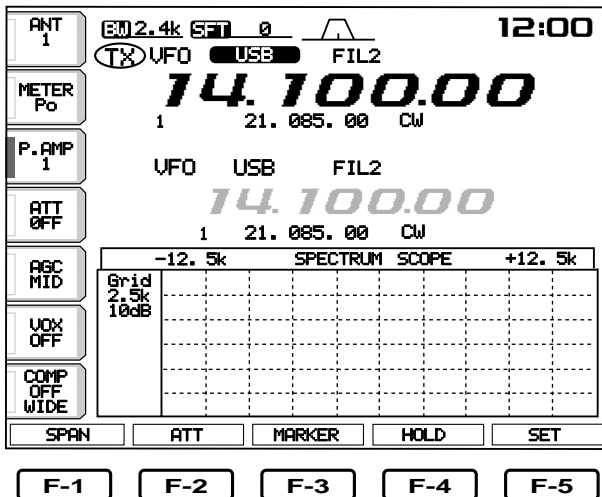 ANT
1
BW 2.4k SFT 0
12:00
TX VFO USB FIL2
14.100.00
1 21.085.00 CW
METER
Po
P.AMP
1
VFO USB FIL2
14.100.00
1 21.085.00 CW
ATT
OFF
AGC
MID
VOX
OFF
COMP
OFF
WIDE
-12.5k SPECTRUM SCOPE +12.5k
Grid
2.5k
10dB
SPAN ATT MARKER HOLD SET
F-1 F-2 F-3 F-4 F-5